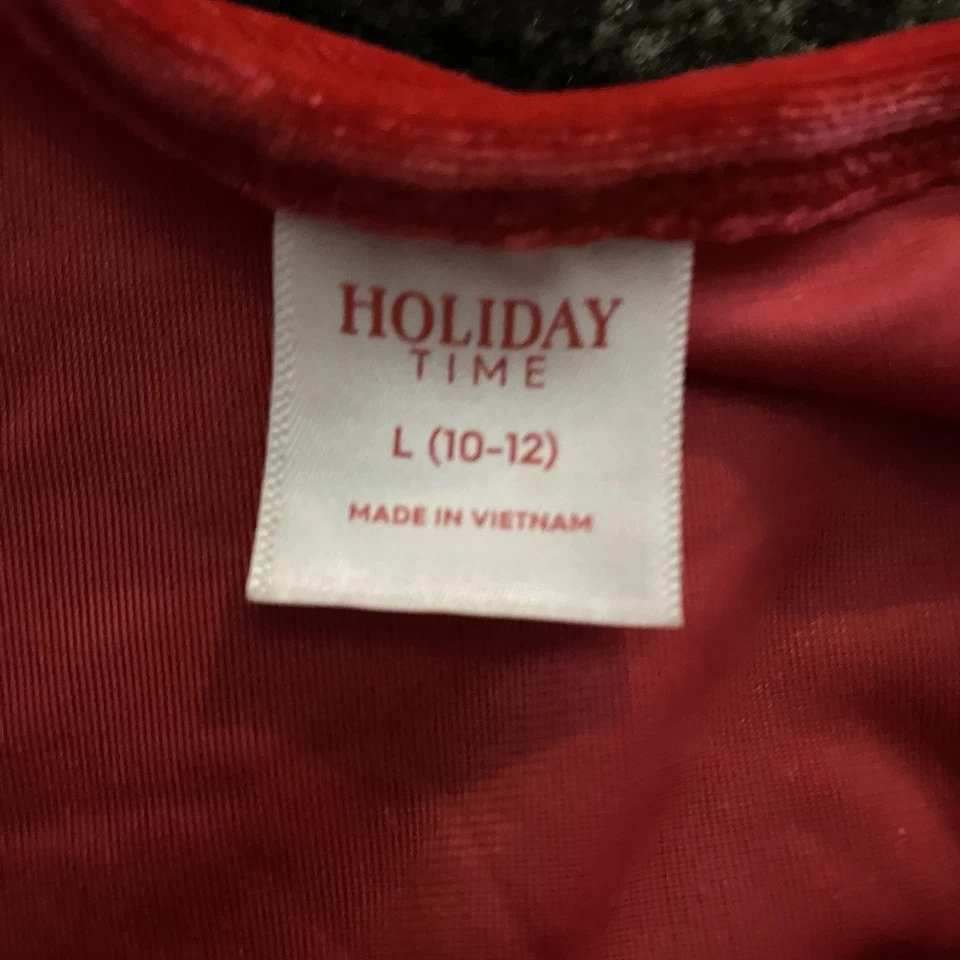 HOLIDAY
TIME
L (10-12)
MADE IN VIETNAM